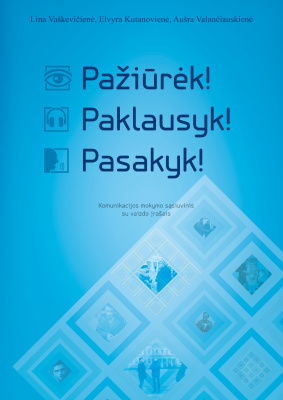 Lina Vaškevičienė, Elvyra Kutanovienė, Aušra Valančiauskienė
Pažiūrėk!
Paklausyk!
Pasakyk!
Komunikacijos mokymo sąsiuvinis
su vaizdo įrašais